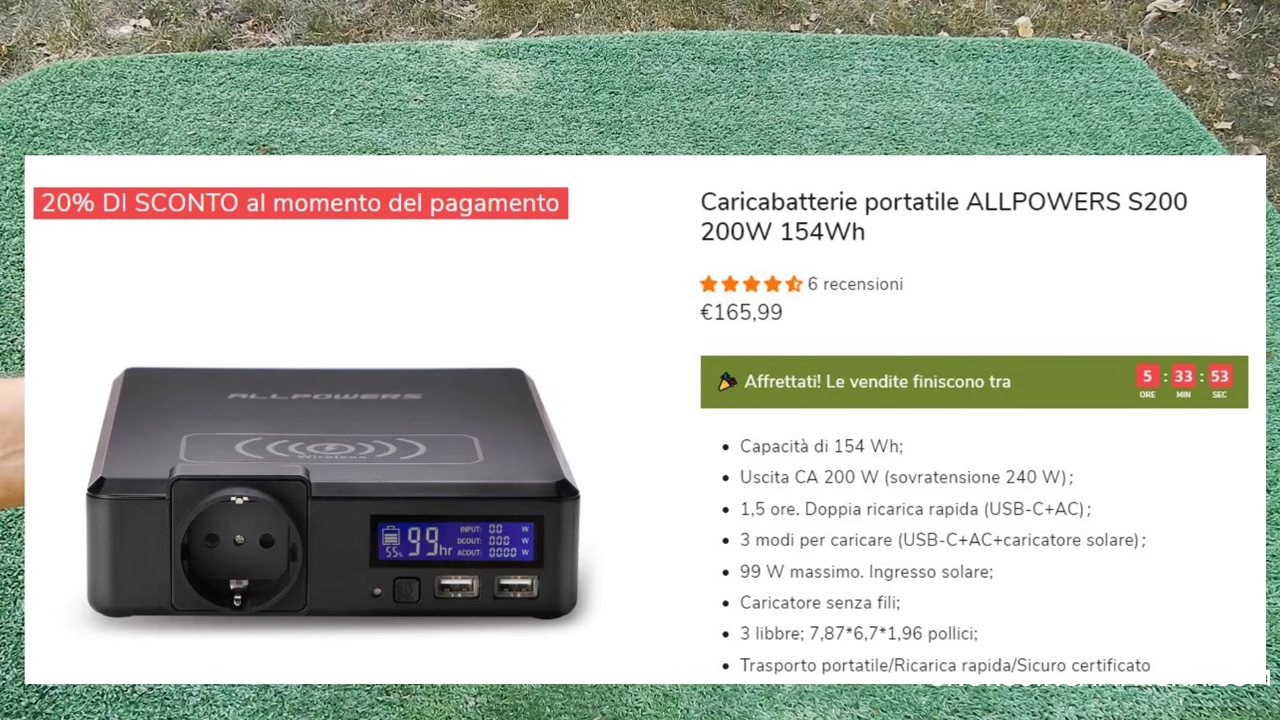 20% DI SCONTO al momento del pagamento
Caricabatterie portatile ALLPOWERS S200
200W 154Wh
6 recensioni
€165,99
Affrettati! Le vendite finiscono tra
5 : 33 : 53
ORE MIN SEC
Capacità di 154 Wh;
Uscita CA 200 W (sovratensione 240 W);
1,5 ore. Doppia ricarica rapida (USB-C+AC);
3 modi per caricare (USB-C+AC+caricatore solare);
99 W massimo. Ingresso solare;
Caricatore senza fili;
3 libbre; 7,87*6,7*1,96 pollici;
Trasporto portatile/Ricarica rapida/Sicuro certificato
ALLPOWERS
Wireless
55% 99hr
INPUT: 00 W
DCOUT: 000 W
ACOUT: 0000 W